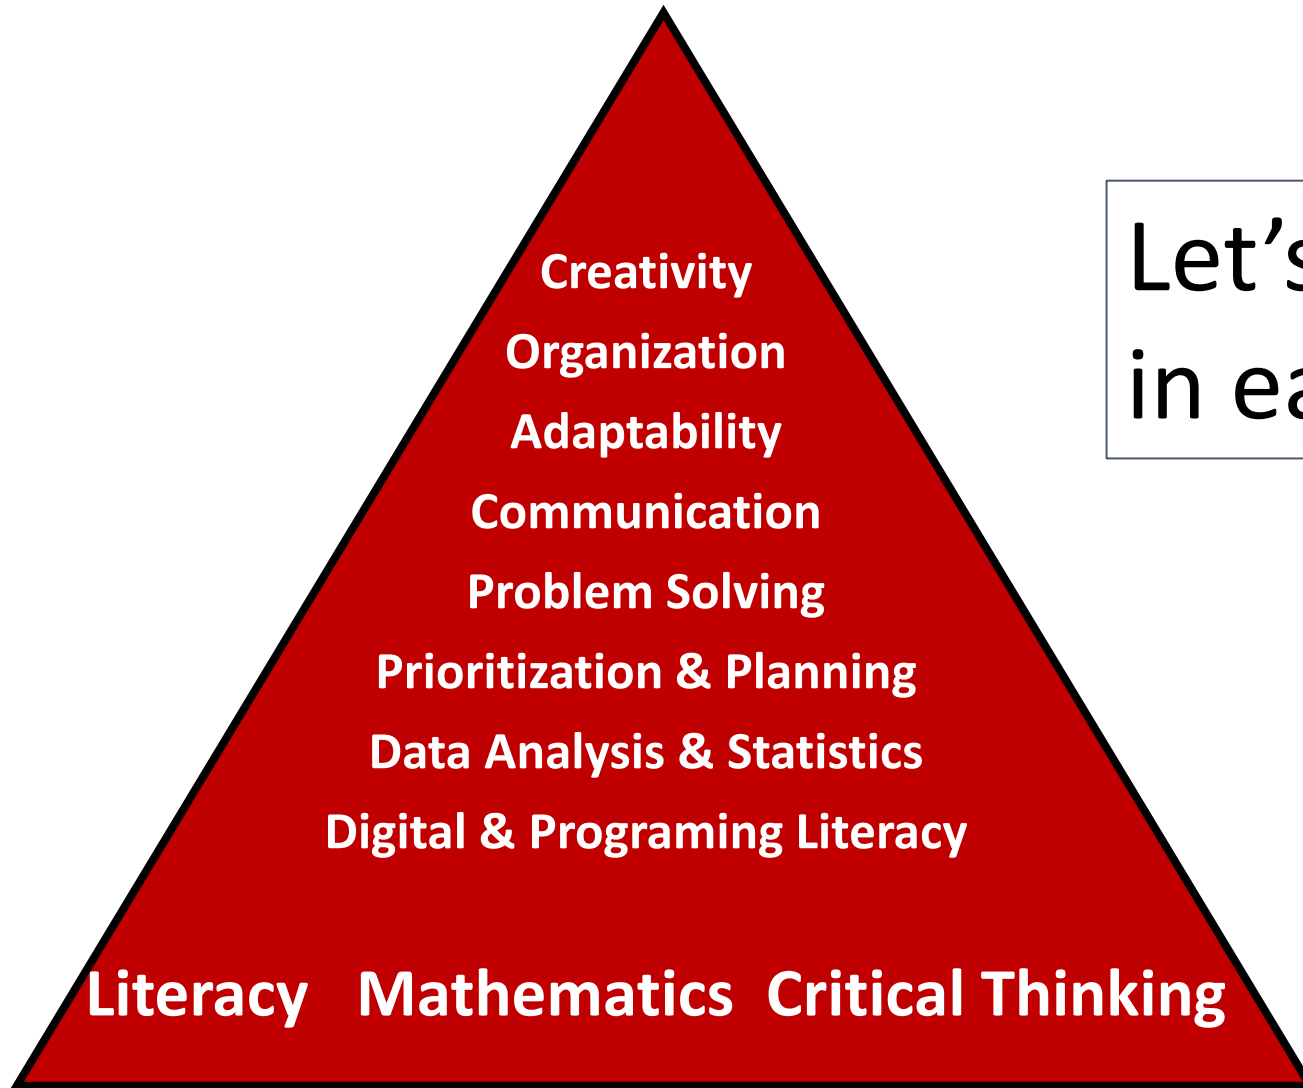 Creativity
Organization
Adaptability
Communication
Problem Solving
Prioritization & Planning
Data Analysis & Statistics
Digital & Programing Literacy
Literacy Mathematics Critical Thinking
Let’s
in